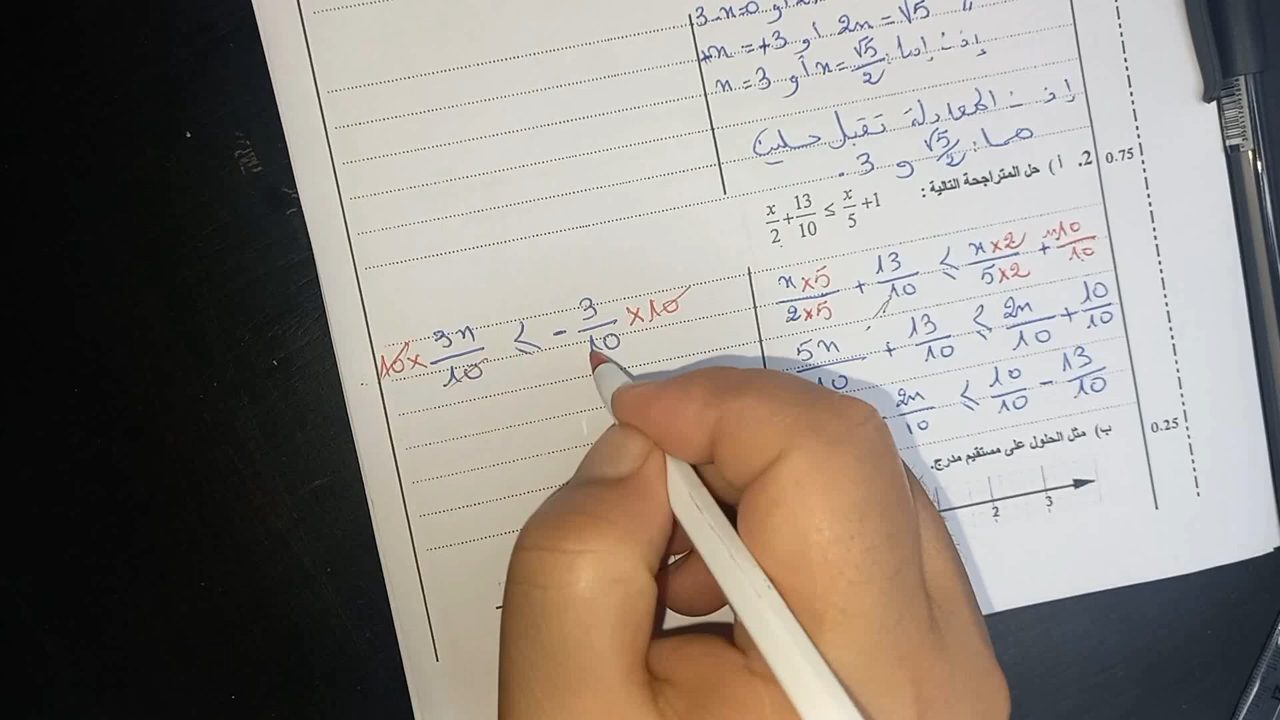 3-x=0 أو
+x=+3 أو 2x=√5
إذن إما: x=3 أو x=√5/2
إذن المعادلة تقبل حلين
هما: √5/2 و 3.
2. أ) حل المتراجحة التالية : 0.75
x/2 + 13/10 ≤ x/5 + 1
x×5/2×5 + 13/10 ≤ x×2/5×2 + 1×10/10
5x/10 + 13/10 ≤ 2x/10 + 10/10
2x/10 ≤ 10/10 - 13/10
10× 3x/10 ≤ -3/10 ×10
ب) مثل الحلول على مستقيم مدرج. 0.25
2 3